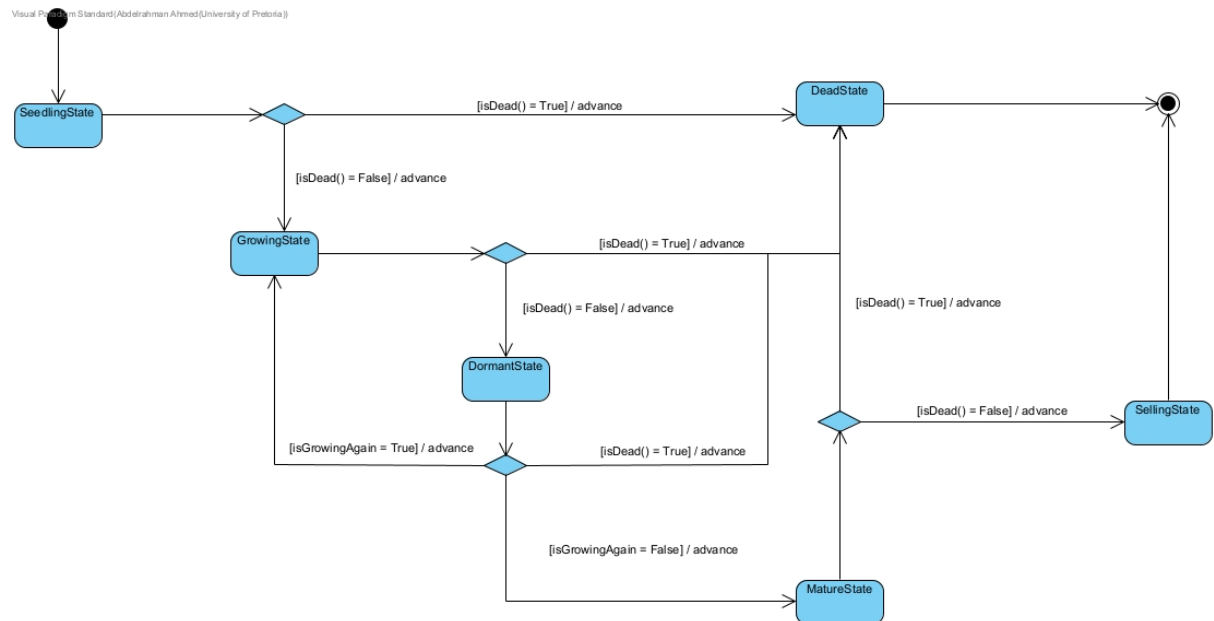 Visual Paradigm Standard(Abdelrahman Ahmed(University of Pretoria))
SeedlingState
[isDead() = True] / advance
DeadState
[isDead() = False] / advance
GrowingState
[isDead() = True] / advance
[isDead() = False] / advance
[isDead() = True] / advance
DormantState
[isDead() = False] / advance
SellingState
[isGrowingAgain = True] / advance
[isDead() = True] / advance
[isGrowingAgain = False] / advance
MatureState